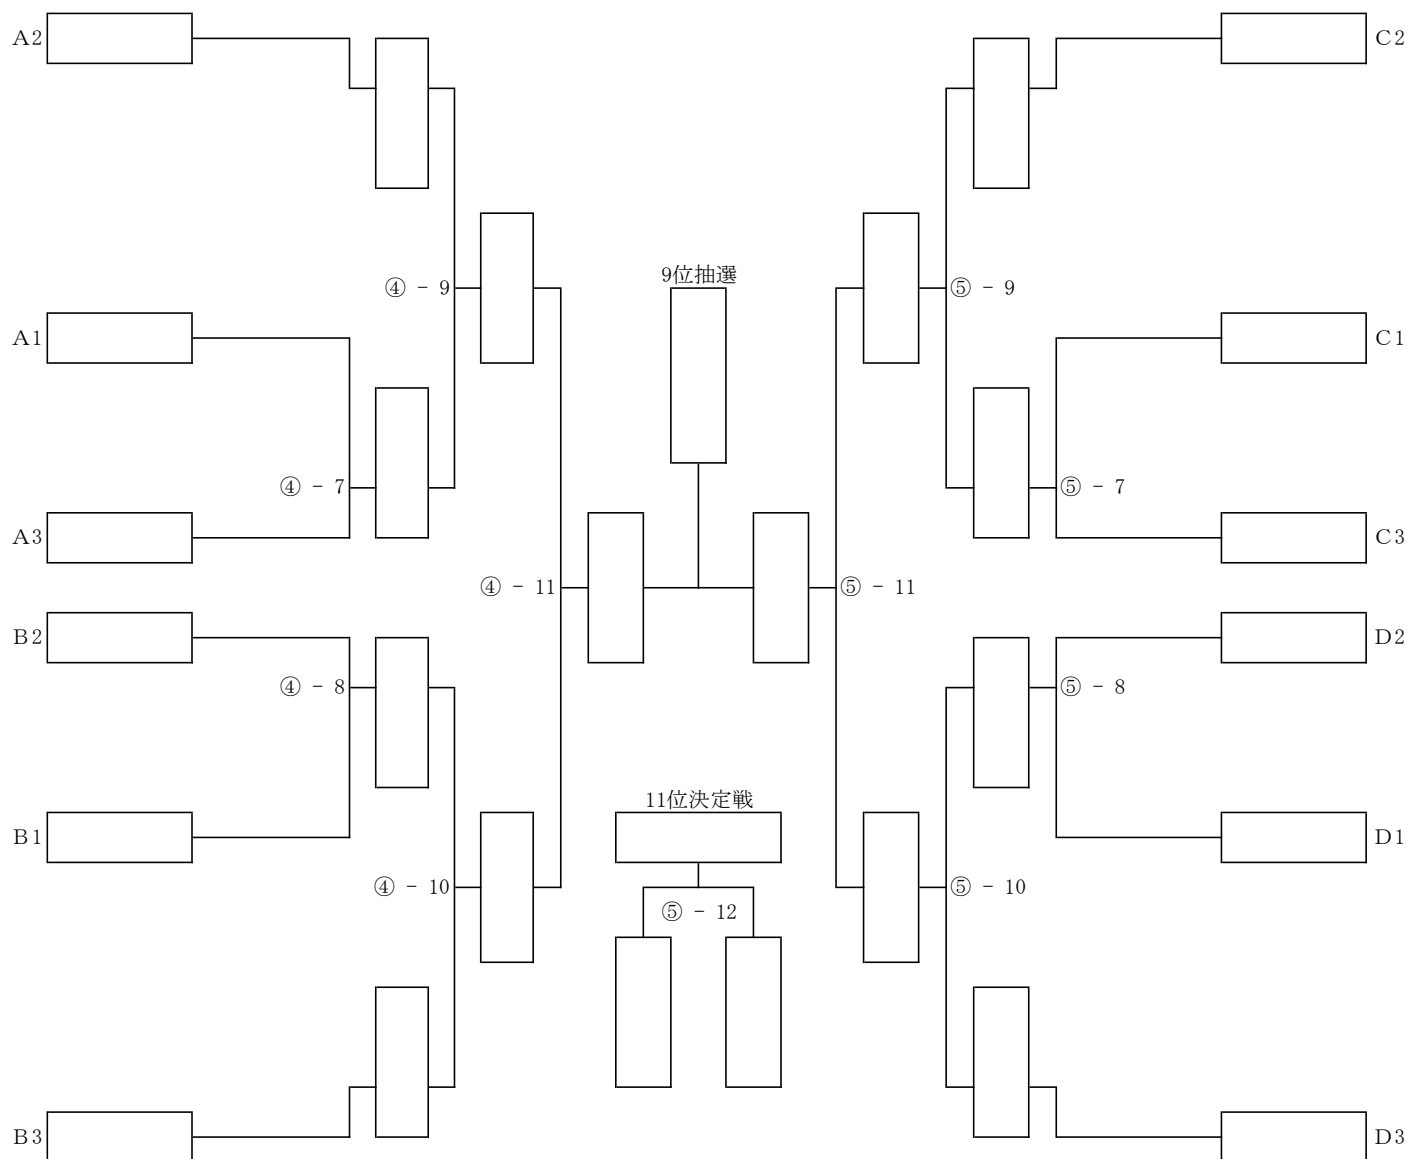 A2
C2
9位抽選
④ － 9
⑤ － 9
A1
C1
④ － 7
⑤ － 7
A3
C3
④ － 11
⑤ － 11
B2
D2
④ － 8
⑤ － 8
11位決定戦
B1
D1
④ － 10
⑤ － 10
⑤ － 12
B3
D3